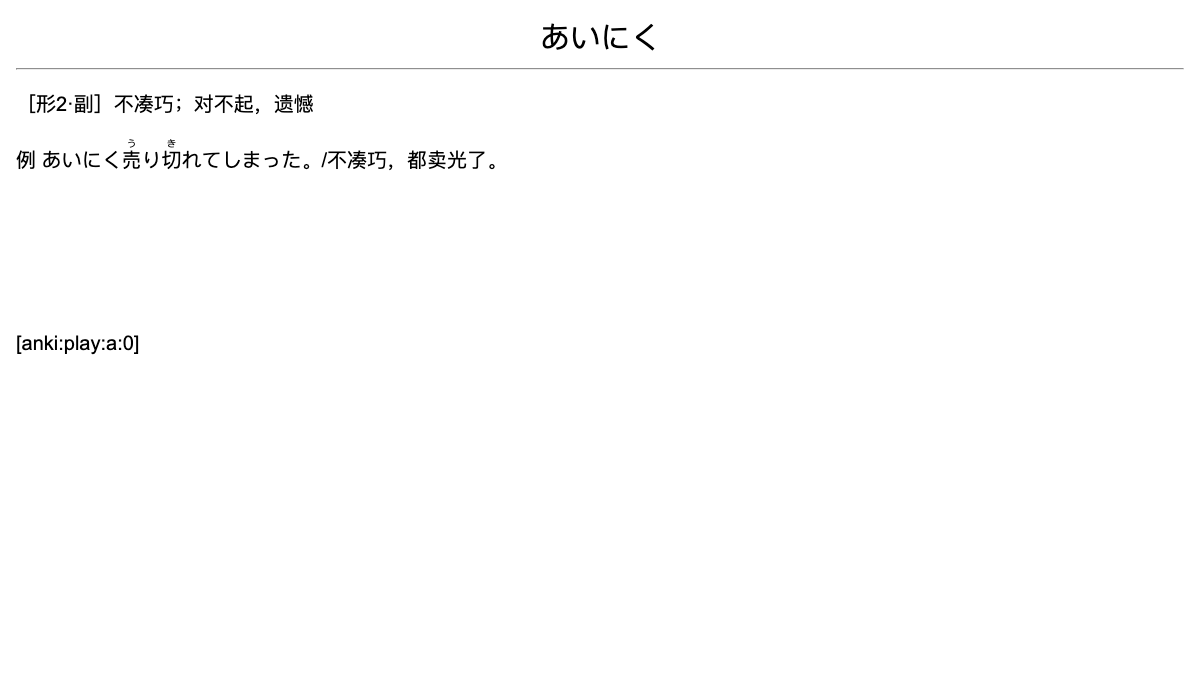 あいにく
［形2·副］不凑巧；对不起，遗憾
例 あいにく売り切れてしまった。/不凑巧，都卖光了。
[anki:play:a:0]